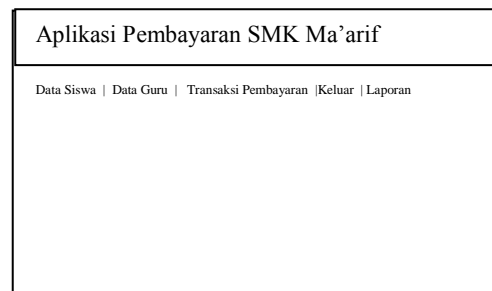 Aplikasi Pembayaran SMK Ma’arif
Data Siswa | Data Guru | Transaksi Pembayaran |Keluar | Laporan